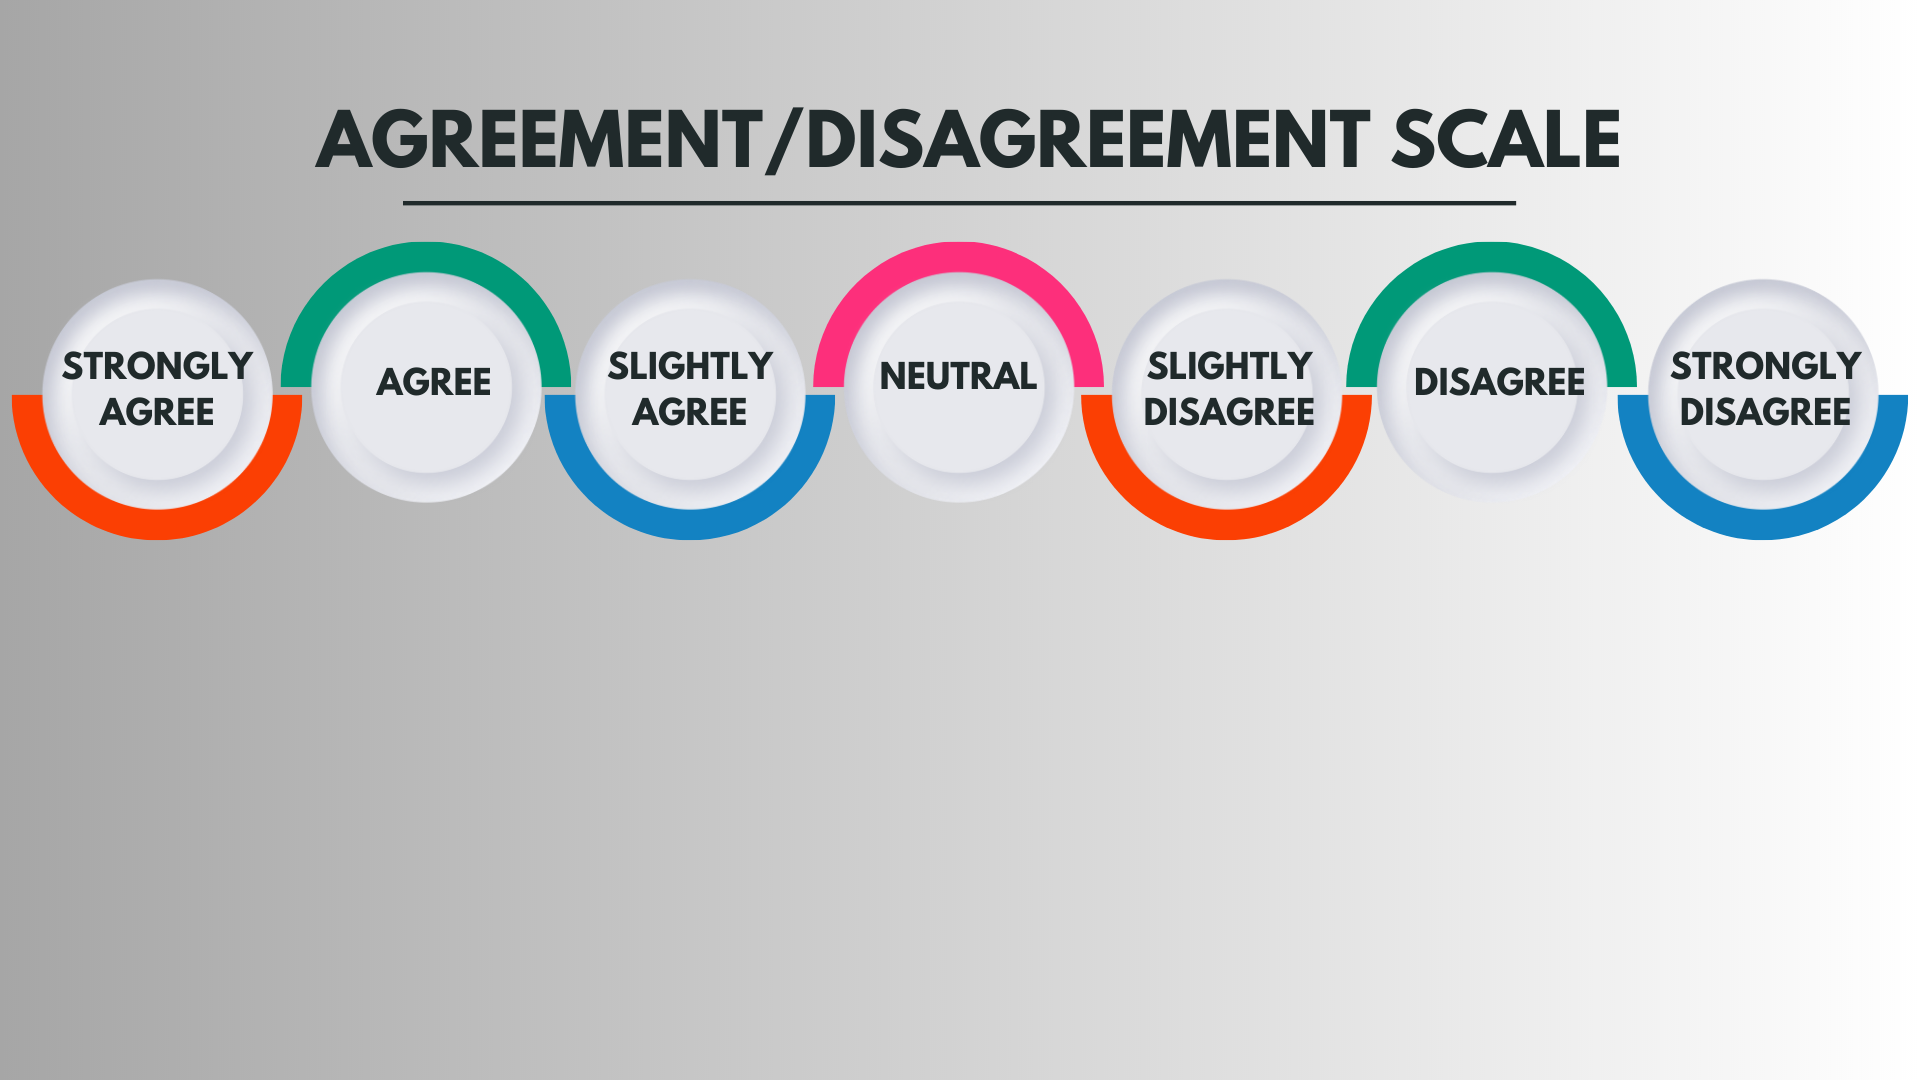 AGREEMENT/DISAGREEMENT SCALE
STRONGLY
AGREE
AGREE
SLIGHTLY
AGREE
NEUTRAL
SLIGHTLY
DISAGREE
DISAGREE
STRONGLY
DISAGREE